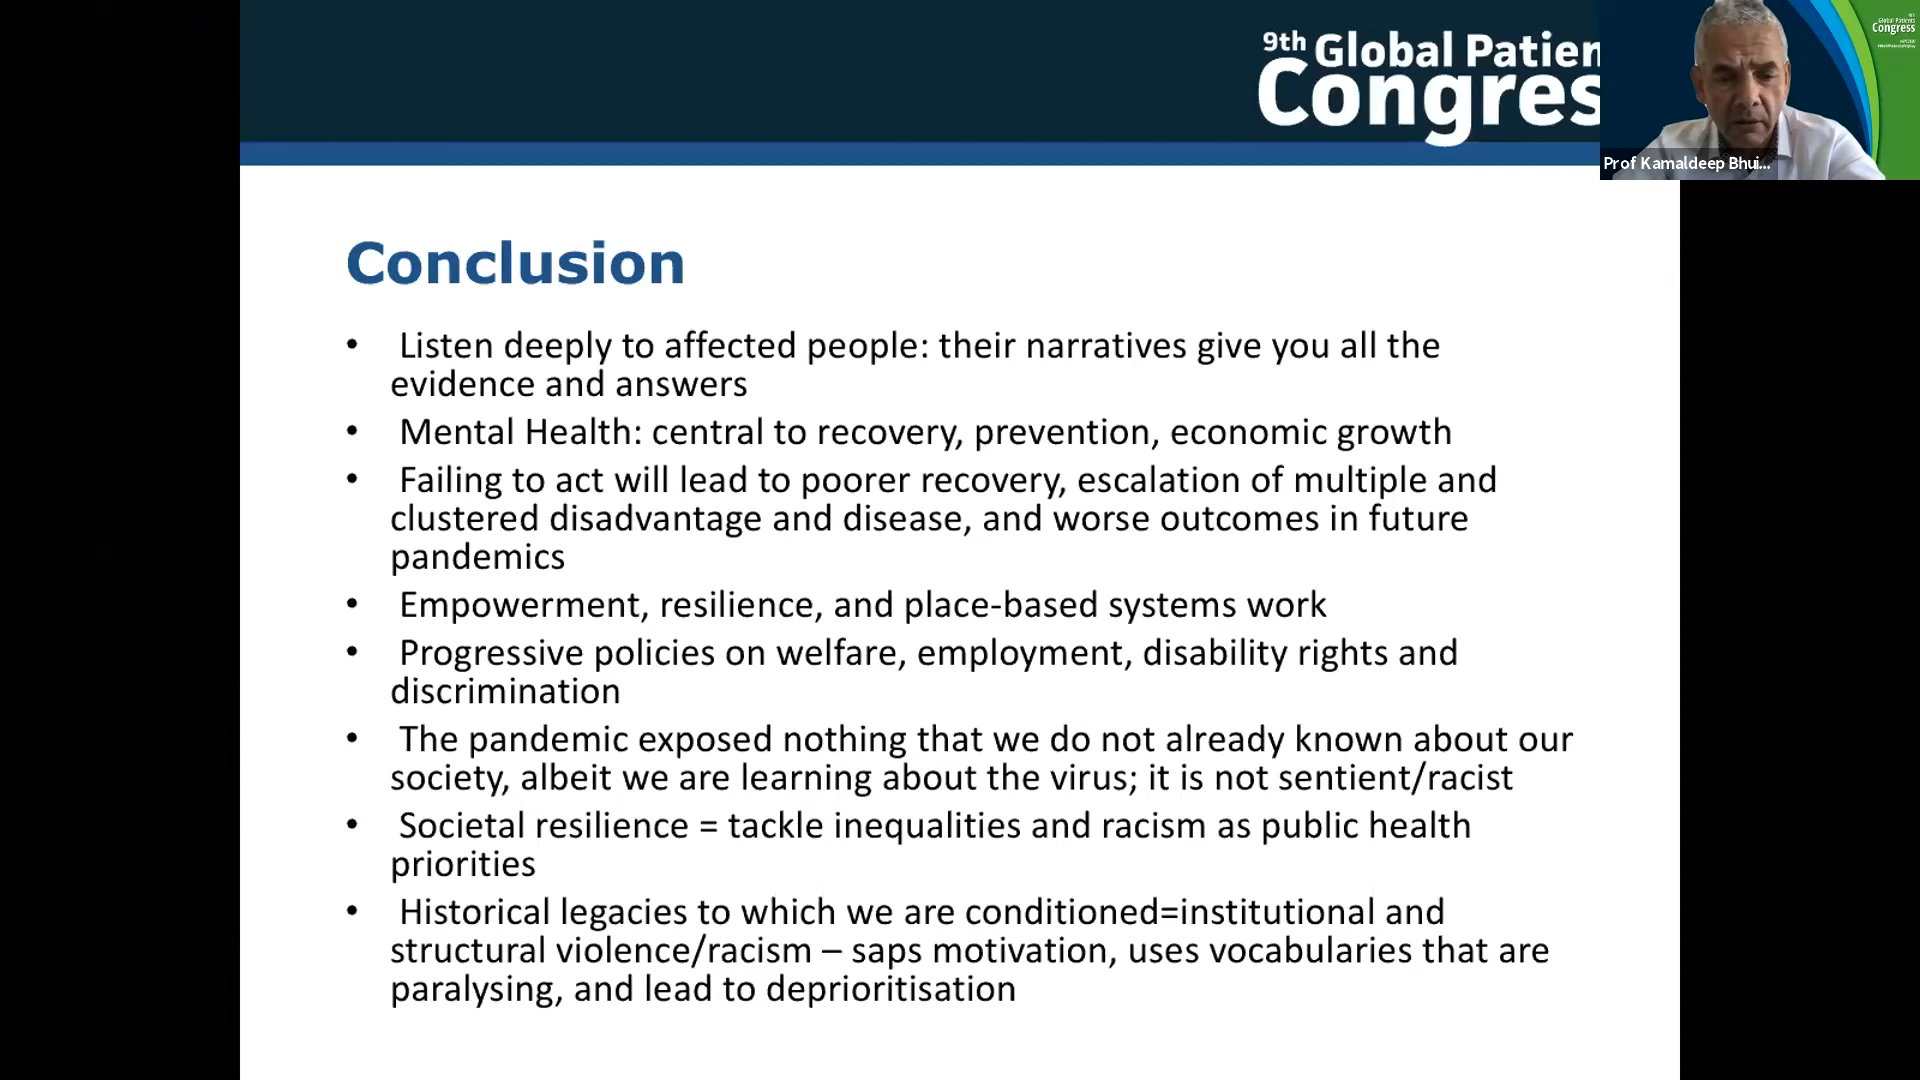 9th Global Patien
Congres
Global Patients
Congress
Prof Kamaldeep Bhui...
Conclusion
• Listen deeply to affected people: their narratives give you all the
evidence and answers
• Mental Health: central to recovery, prevention, economic growth
• Failing to act will lead to poorer recovery, escalation of multiple and
clustered disadvantage and disease, and worse outcomes in future
pandemics
• Empowerment, resilience, and place-based systems work
• Progressive policies on welfare, employment, disability rights and
discrimination
• The pandemic exposed nothing that we do not already known about our
society, albeit we are learning about the virus; it is not sentient/racist
• Societal resilience = tackle inequalities and racism as public health
priorities
• Historical legacies to which we are conditioned=institutional and
structural violence/racism – saps motivation, uses vocabularies that are
paralysing, and lead to deprioritisation